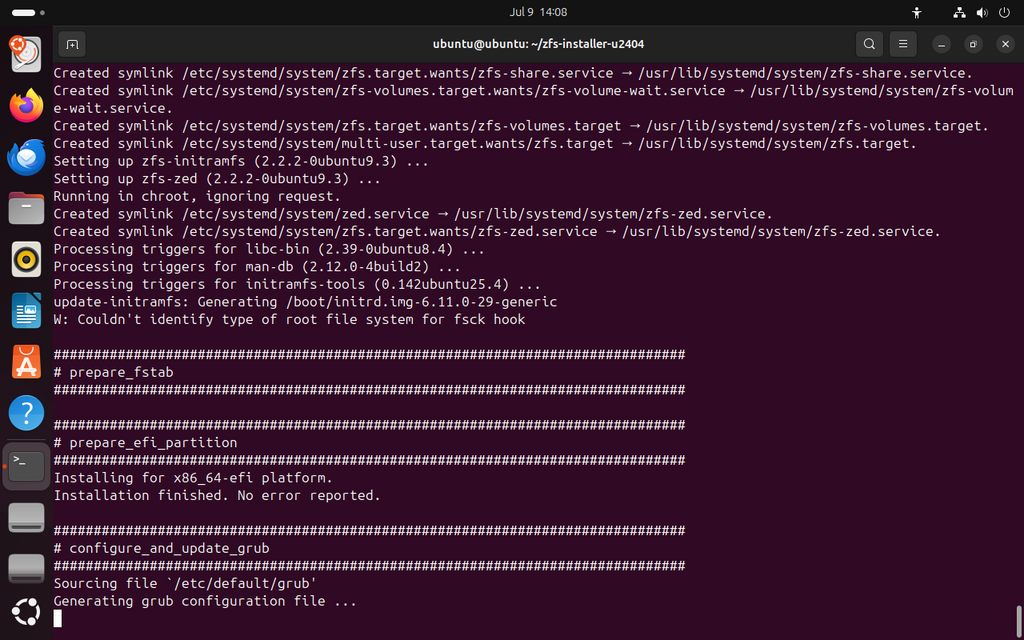 Jul 9 14:08
ubuntu@ubuntu: ~/zfs-installer-u2404
Created symlink /etc/systemd/system/zfs.target.wants/zfs-share.service → /usr/lib/systemd/system/zfs-share.service.
Created symlink /etc/systemd/system/zfs-volumes.target.wants/zfs-volume-wait.service → /usr/lib/systemd/system/zfs-volum
e-wait.service.
Created symlink /etc/systemd/system/zfs.target.wants/zfs-volumes.target → /usr/lib/systemd/system/zfs-volumes.target.
Created symlink /etc/systemd/system/multi-user.target.wants/zfs.target → /usr/lib/systemd/system/zfs.target.
Setting up zfs-initramfs (2.2.2-0ubuntu9.3) ...
Setting up zfs-zed (2.2.2-0ubuntu9.3) ...
Running in chroot, ignoring request.
Created symlink /etc/systemd/system/zed.service → /usr/lib/systemd/system/zfs-zed.service.
Created symlink /etc/systemd/system/zfs.target.wants/zfs-zed.service → /usr/lib/systemd/system/zfs-zed.service.
Processing triggers for libc-bin (2.39-0ubuntu8.4) ...
Processing triggers for man-db (2.12.0-4build2) ...
Processing triggers for initramfs-tools (0.142ubuntu25.4) ...
update-initramfs: Generating /boot/initrd.img-6.11.0-29-generic
W: Couldn't identify type of root file system for fsck hook
###############################################################################
# prepare_fstab
###############################################################################
###############################################################################
# prepare_efi_partition
###############################################################################
Installing for x86_64-efi platform.
Installation finished. No error reported.
###############################################################################
# configure_and_update_grub
###############################################################################
Sourcing file `/etc/default/grub'
Generating grub configuration file ...